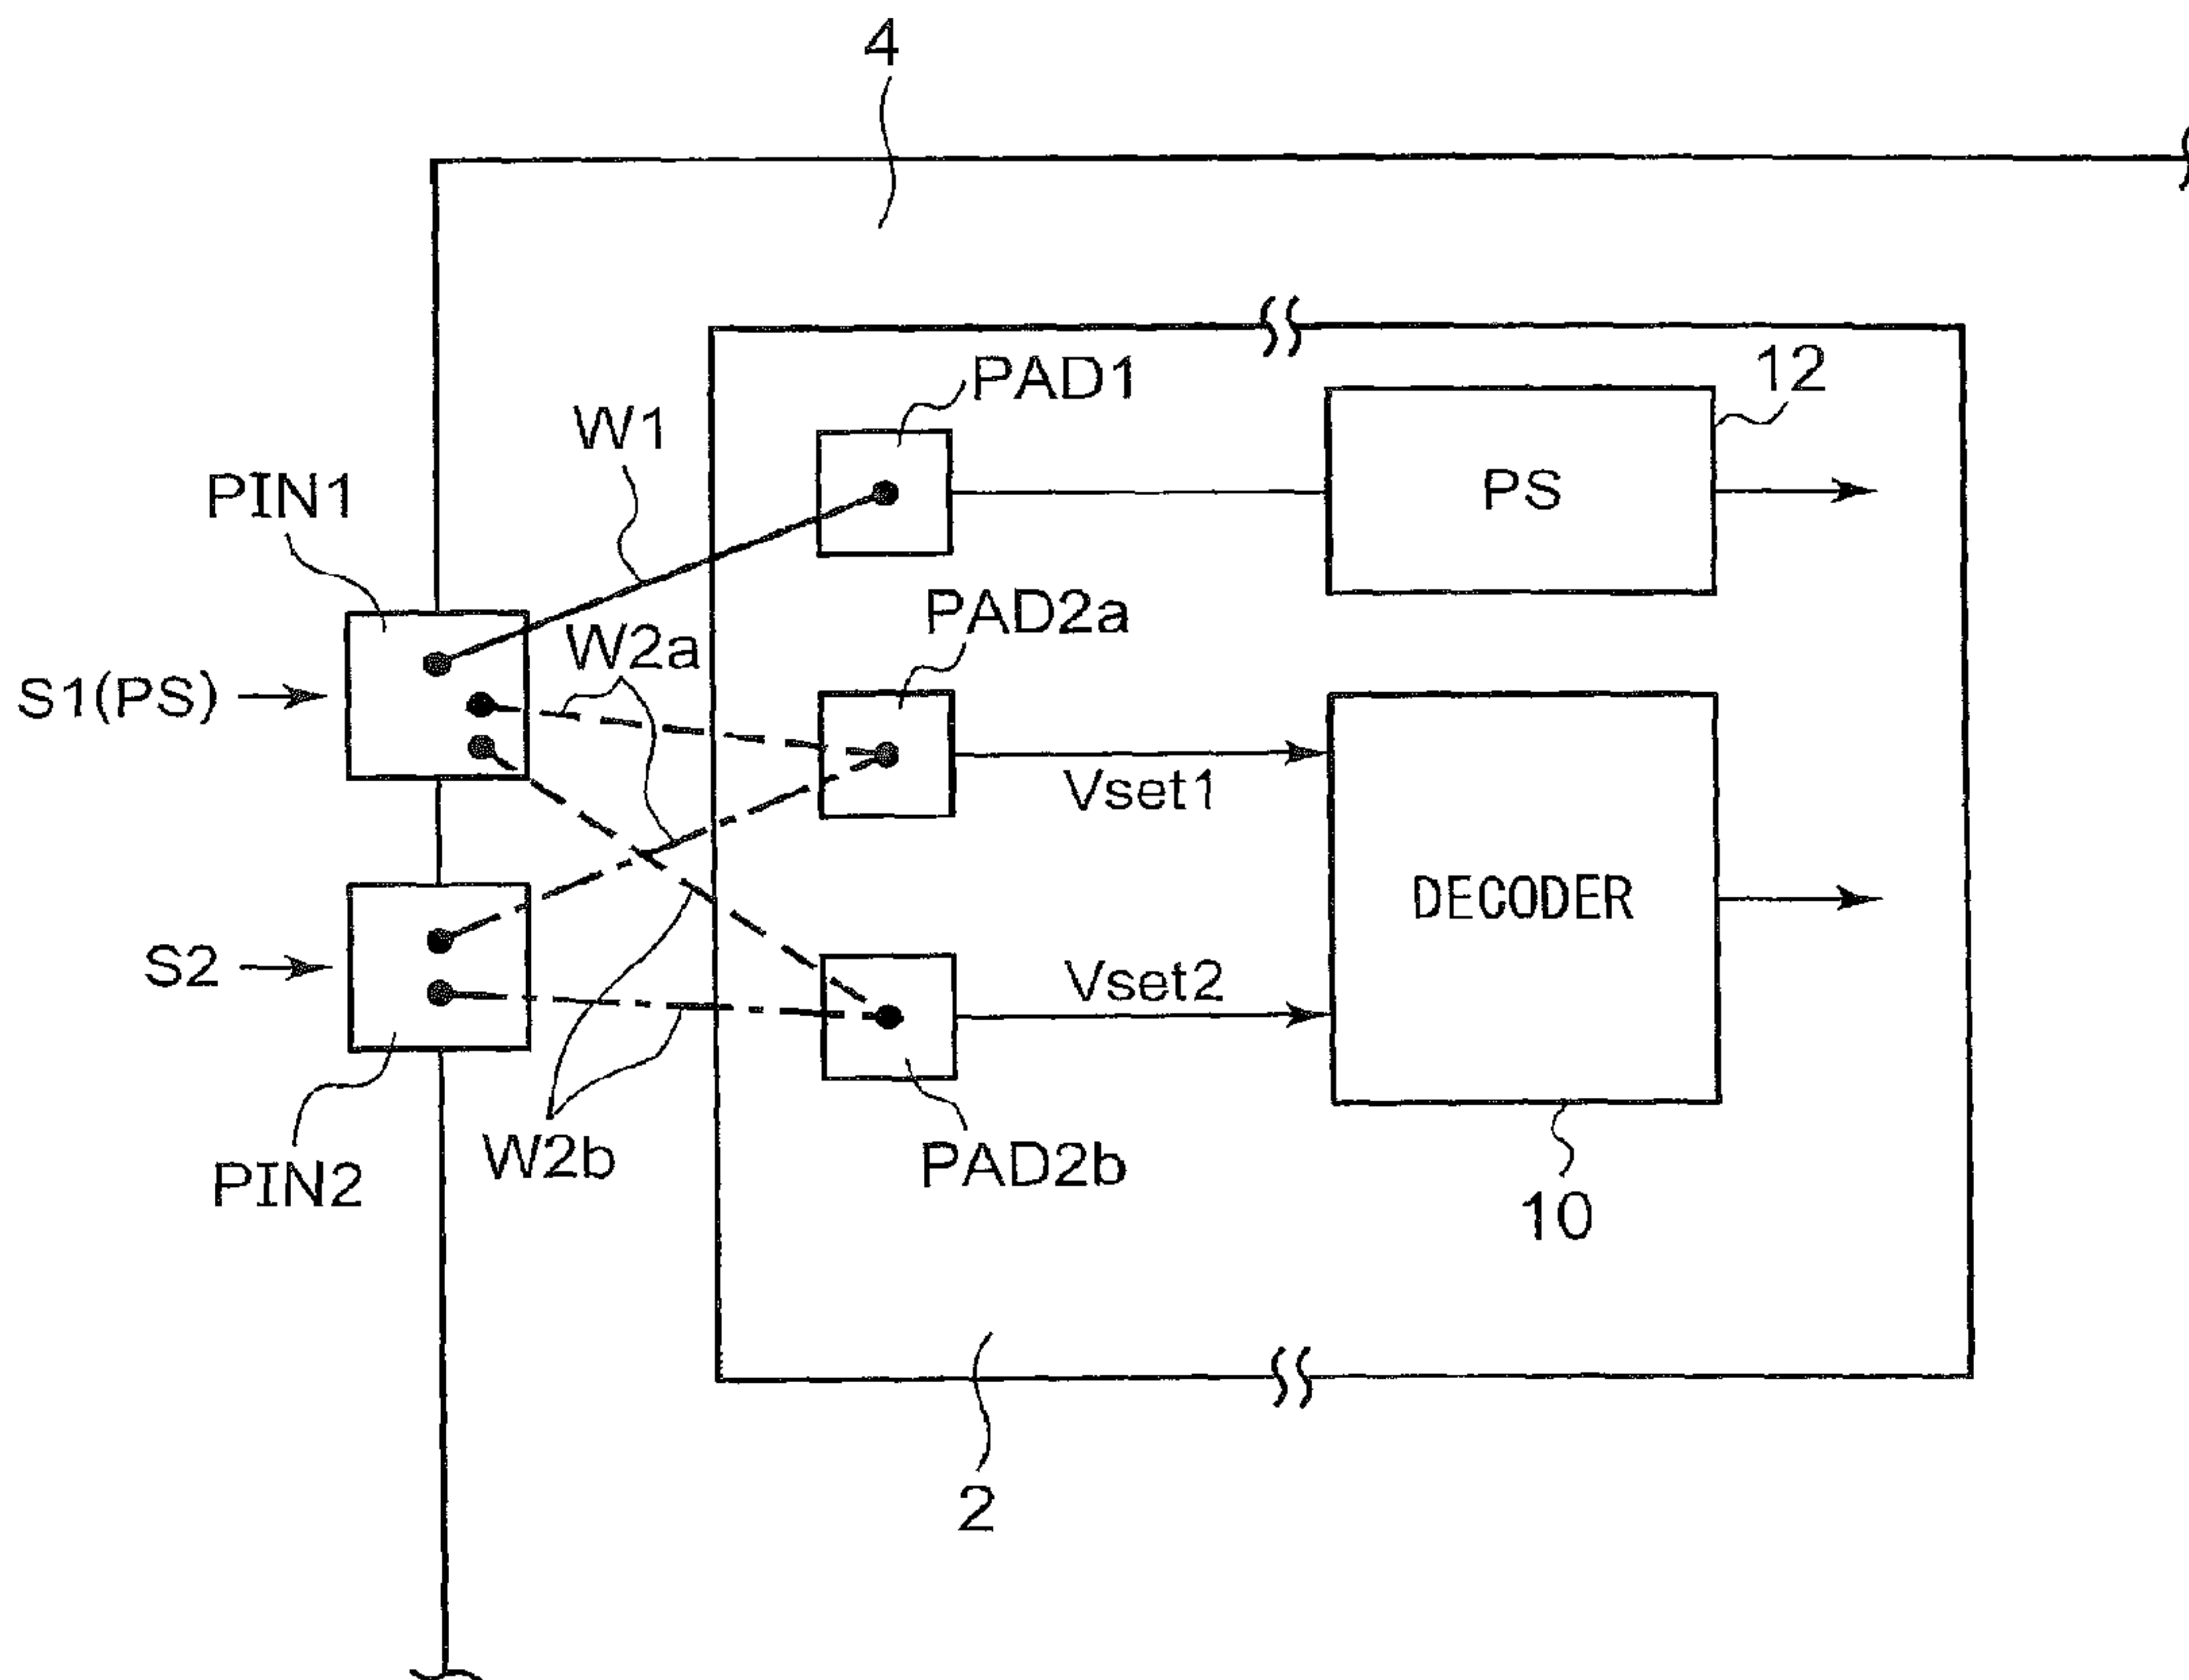 4
PAD1
12
W1
PS
PIN1
PAD2a
W2a
S1(PS)
Vset1
DECODER
S2
Vset2
W2b
PAD2b
PIN2
10
2